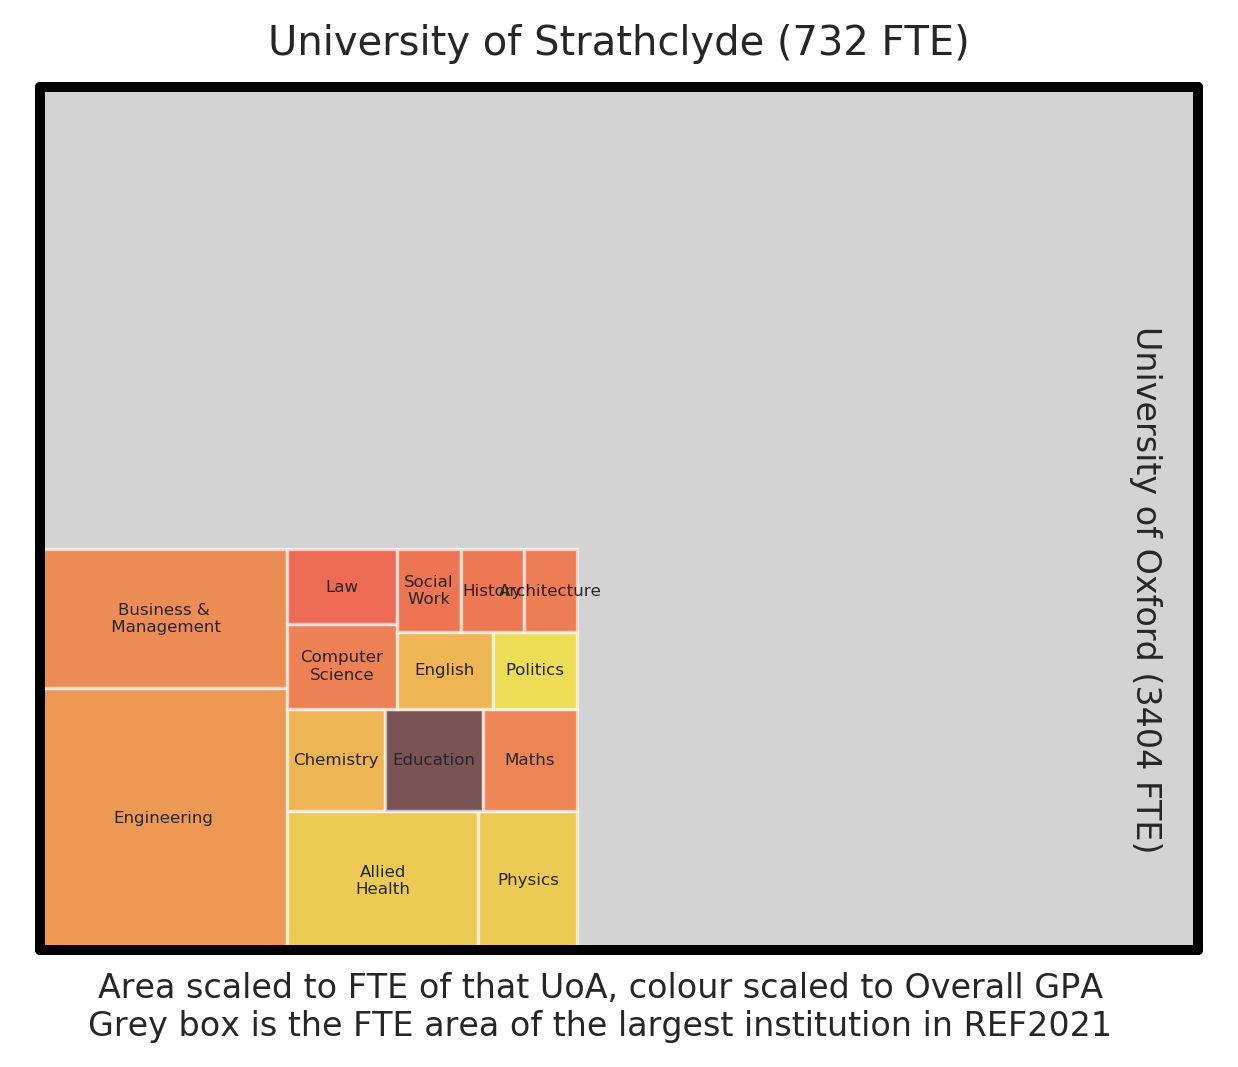 University of Strathclyde (732 FTE)
University of Oxford (3404 FTE)
Business &
Management
Law
Social
Work
History
Architecture
Computer
Science
English
Politics
Chemistry
Education
Maths
Engineering
Allied
Health
Physics
Area scaled to FTE of that UoA, colour scaled to Overall GPA
Grey box is the FTE area of the largest institution in REF2021